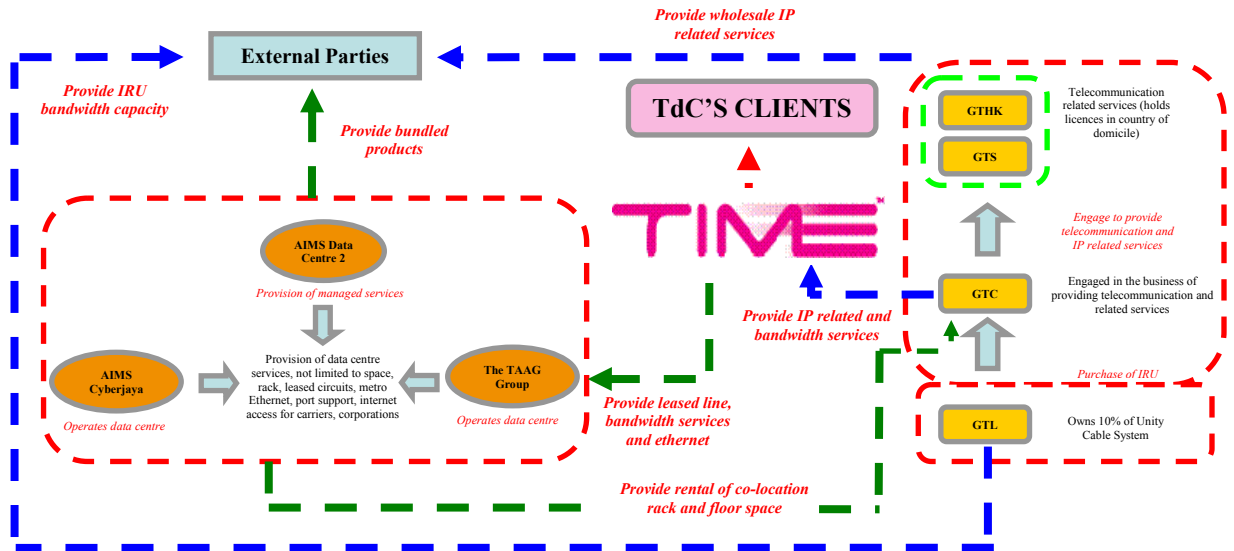 Provide wholesale IP
related services
External Parties
Provide IRU
bandwidth capacity
Provide bundled
products
TdC'S CLIENTS
GTHK
GTS
Telecommunication
related services (holds
licences in country of
domicile)
TIME™
Engage to provide
telecommunication and
IP related services
AIMS Data
Centre 2
Provision of managed services
GTC
Engaged in the business of
providing telecommunication and
related services
Provide IP related and
bandwidth services
AIMS
Cyberjaya
Operates data centre
Provision of data centre
services, not limited to space,
rack, leased circuits, metro
Ethernet, port support, internet
access for carriers, corporations
The TAAG
Group
Operates data centre
Provide leased line,
bandwidth services
and ethernet
Purchase of IRU
GTL
Owns 10% of Unity
Cable System
Provide rental of co-location
rack and floor space